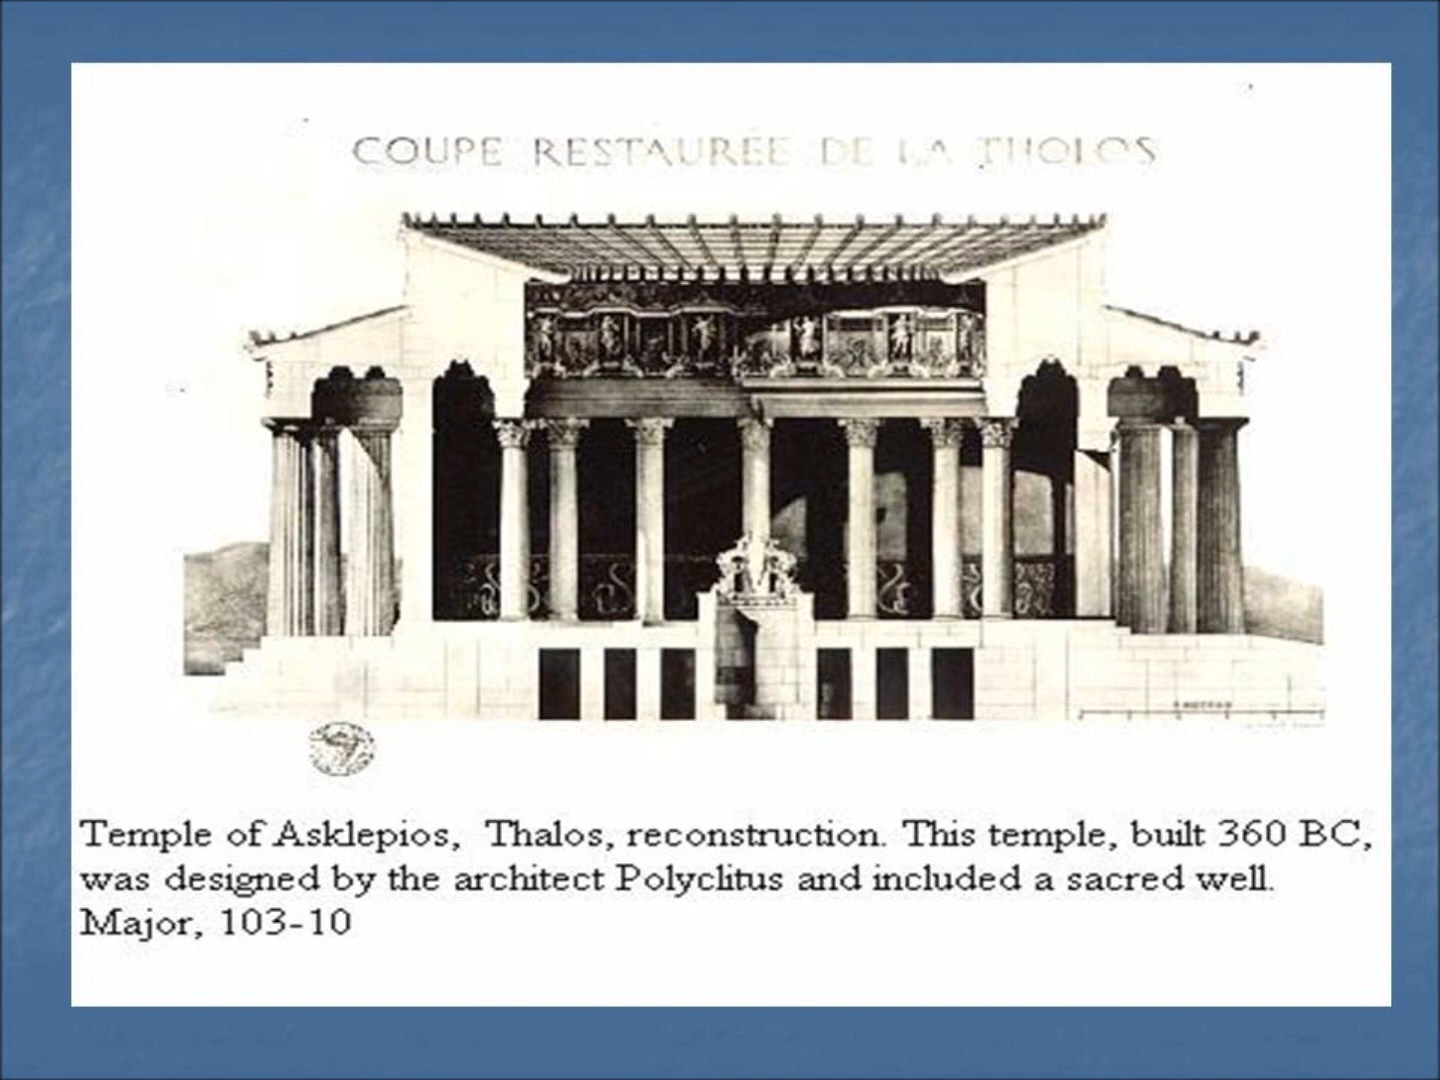 COUPE RESTAURÉE DE LA THOLOS
Temple of Asklepios, Thalos, reconstruction. This temple, built 360 BC,
was designed by the architect Polyclitus and included a sacred well.
Major, 103-10